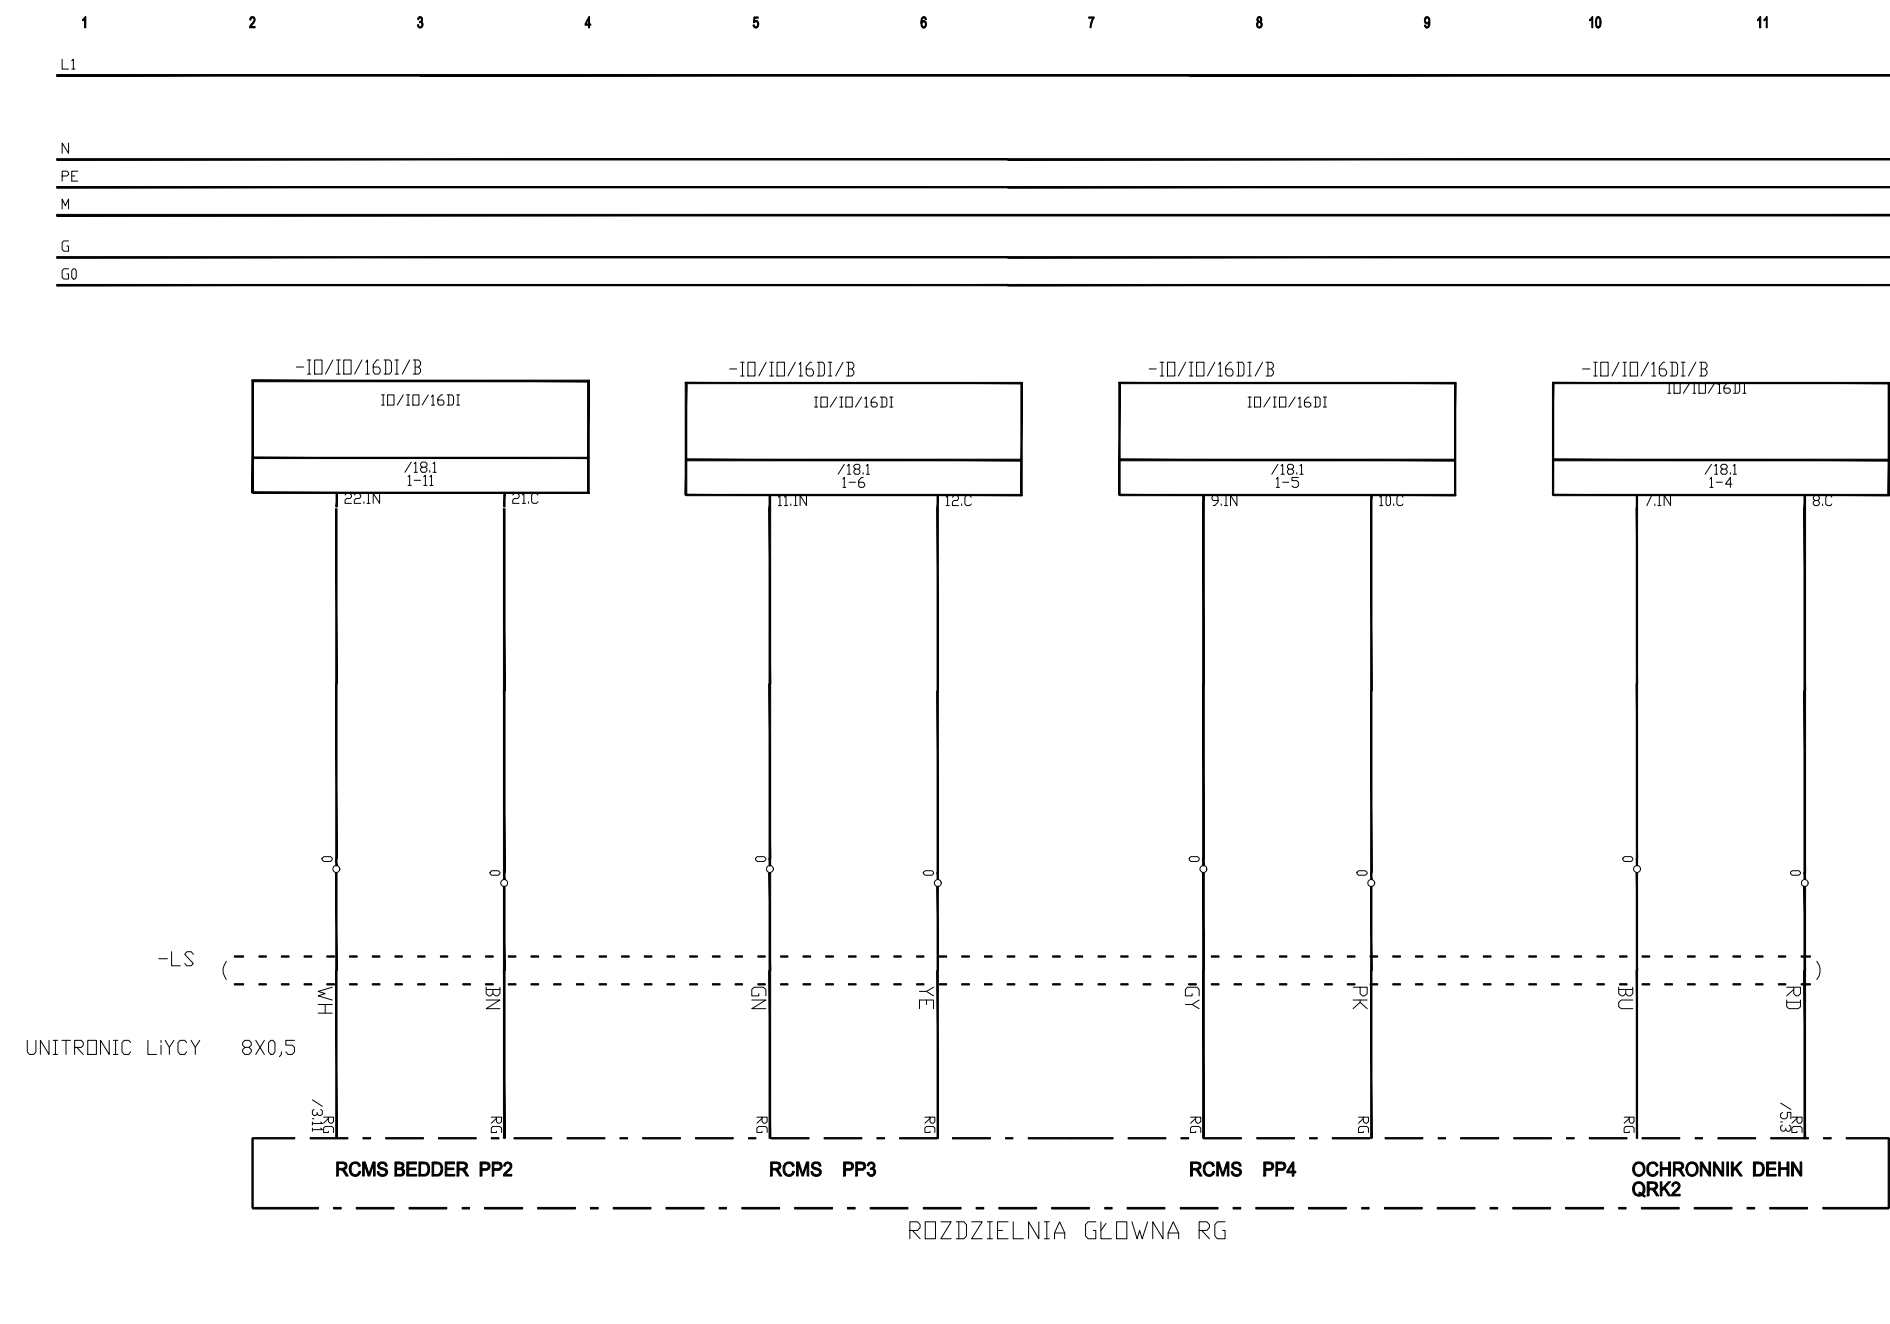 1 2 3 4 5 6 7 8 9 10 11
L1
N
PE
M
G
G0
-IO/IO/16DI/B -IO/IO/16DI/B -IO/IO/16DI/B -IO/IO/16DI/B
IO/IO/16DI IO/IO/16DI IO/IO/16DI IO/IO/16DI
/18.1 /18.1 /18.1 /18.1
1-11 1-6 1-5 1-4
22.IN 21.C 11.IN 12.C 9.IN 10.C 7.IN 8.C
0 0 0 0 0 0 0 0
-LS
WH BN GN YE GY PK BU RD
UNITRONIC LiYCY 8X0,5
/3.11 /5.3
RG RG RG RG RG RG RG RG
RCMS BEDDER PP2 RCMS PP3 RCMS PP4 OCHRONNIK DEHN
QRK2
ROZDZIELNIA GŁOWNA RG